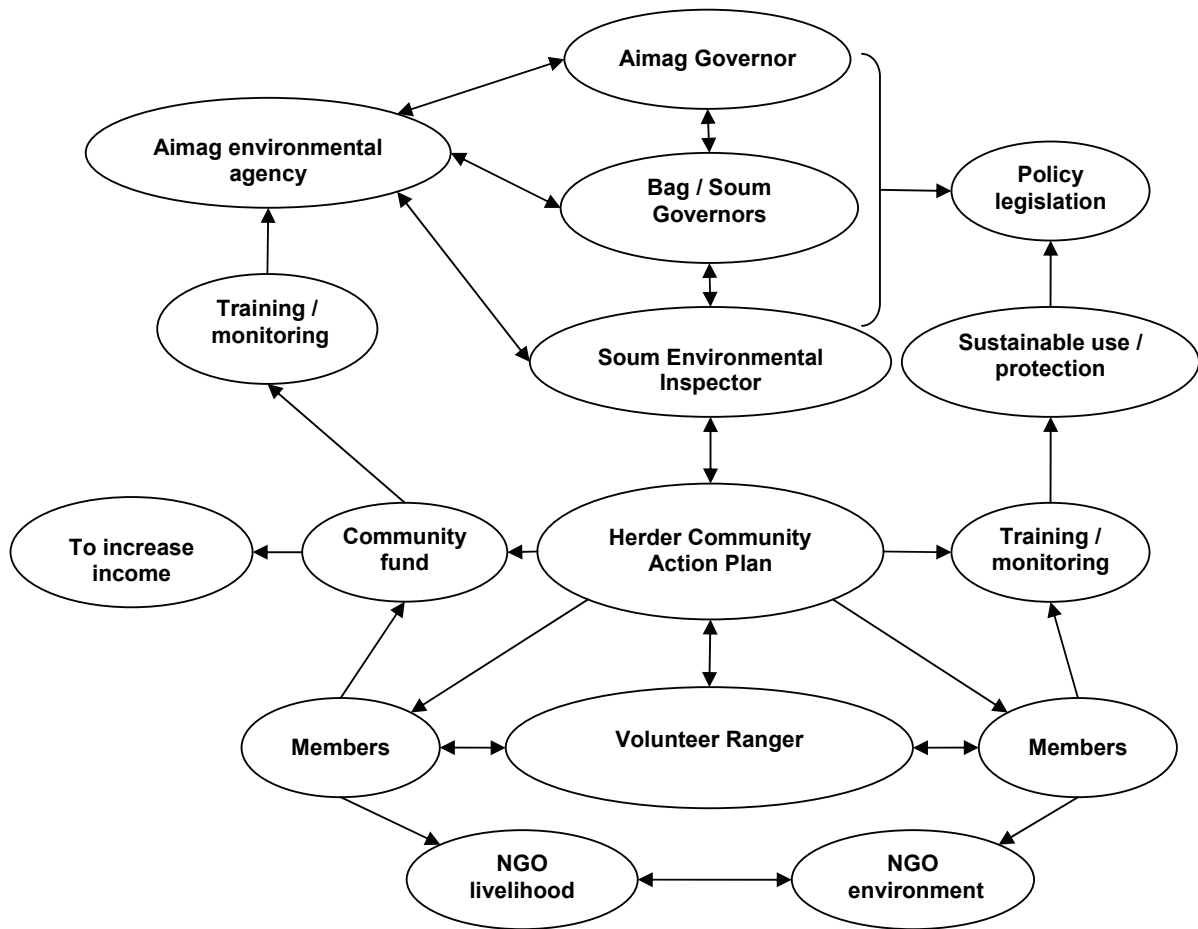 Aimag Governor
Aimag environmental
agency
Bag / Soum
Governors
Policy
legislation
Training /
monitoring
Soum Environmental
Inspector
Sustainable use /
protection
To increase
income
Community
fund
Herder Community
Action Plan
Training /
monitoring
Members
Volunteer Ranger
Members
NGO
livelihood
NGO
environment